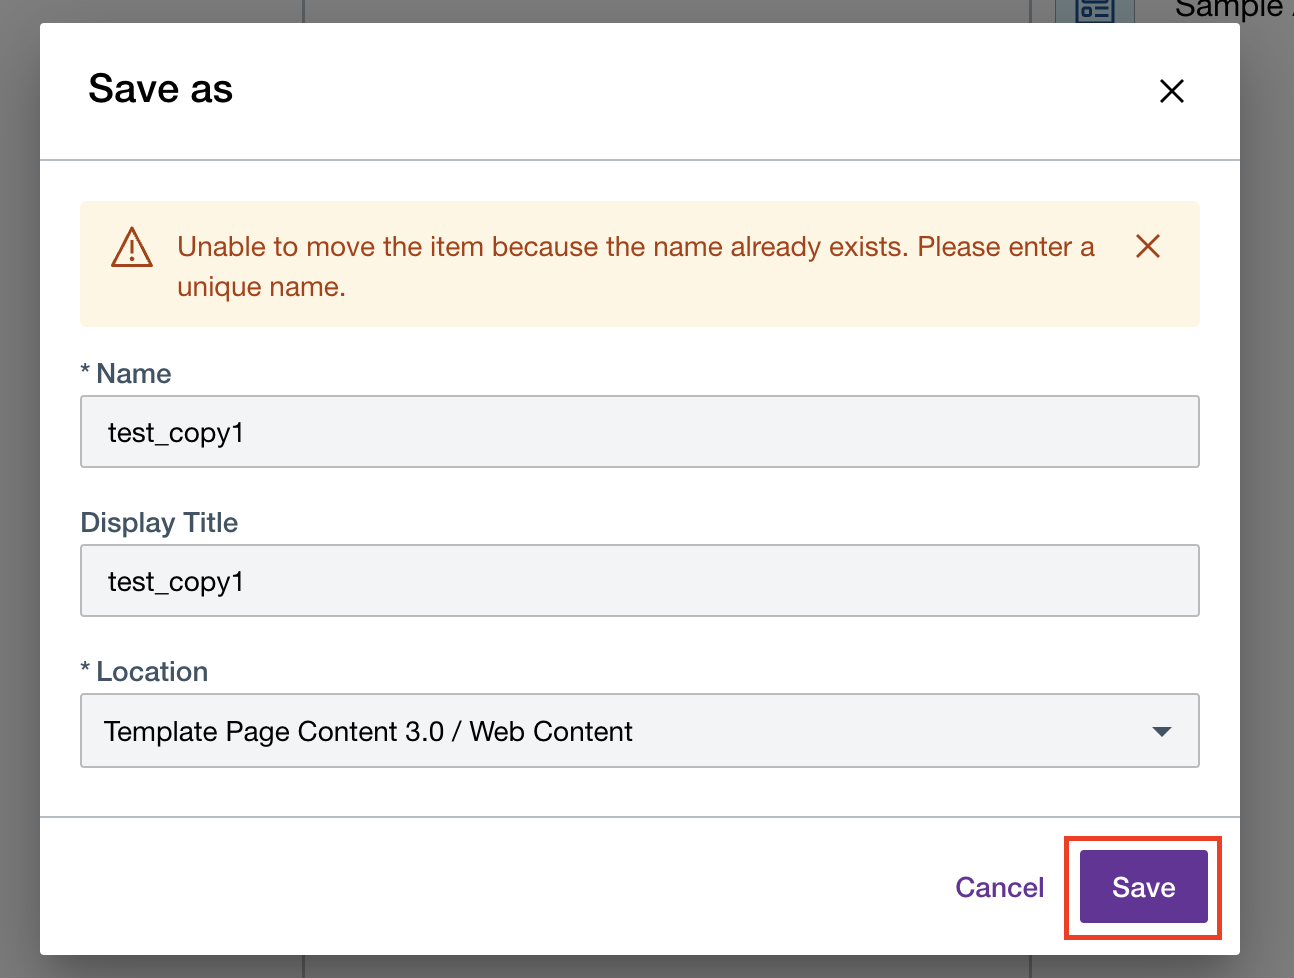 Sample
Save as
Unable to move the item because the name already exists. Please enter a
unique name.
* Name
test_copy1
Display Title
test_copy1
* Location
Template Page Content 3.0 / Web Content
Cancel
Save